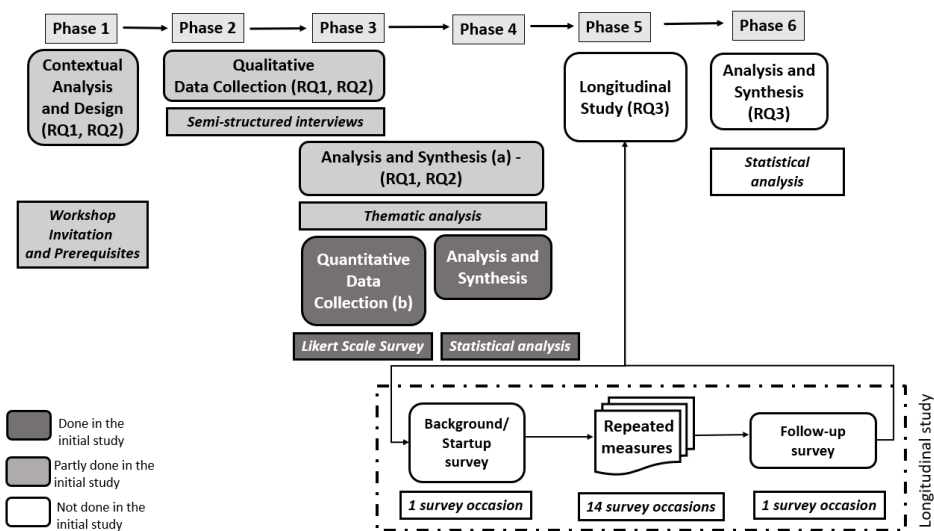 Phase 1
Phase 2
Phase 3
Phase 4
Phase 5
Phase 6
Contextual
Analysis
and Design
(RQ1, RQ2)
Qualitative
Data Collection (RQ1, RQ2)
Semi-structured interviews
Longitudinal
Study (RQ3)
Analysis and
Synthesis
(RQ3)
Statistical
analysis
Analysis and Synthesis (a) -
(RQ1, RQ2)
Thematic analysis
Workshop
Invitation
and Prerequisites
Quantitative
Data
Collection (b)
Analysis and
Synthesis
Likert Scale Survey
Statistical analysis
Done in the
initial study
Partly done in the
initial study
Not done in the
initial study
Background/
Startup
survey
Repeated
measures
Follow-up
survey
1 survey occasion
14 survey occasions
1 survey occasion
Longitudinal study